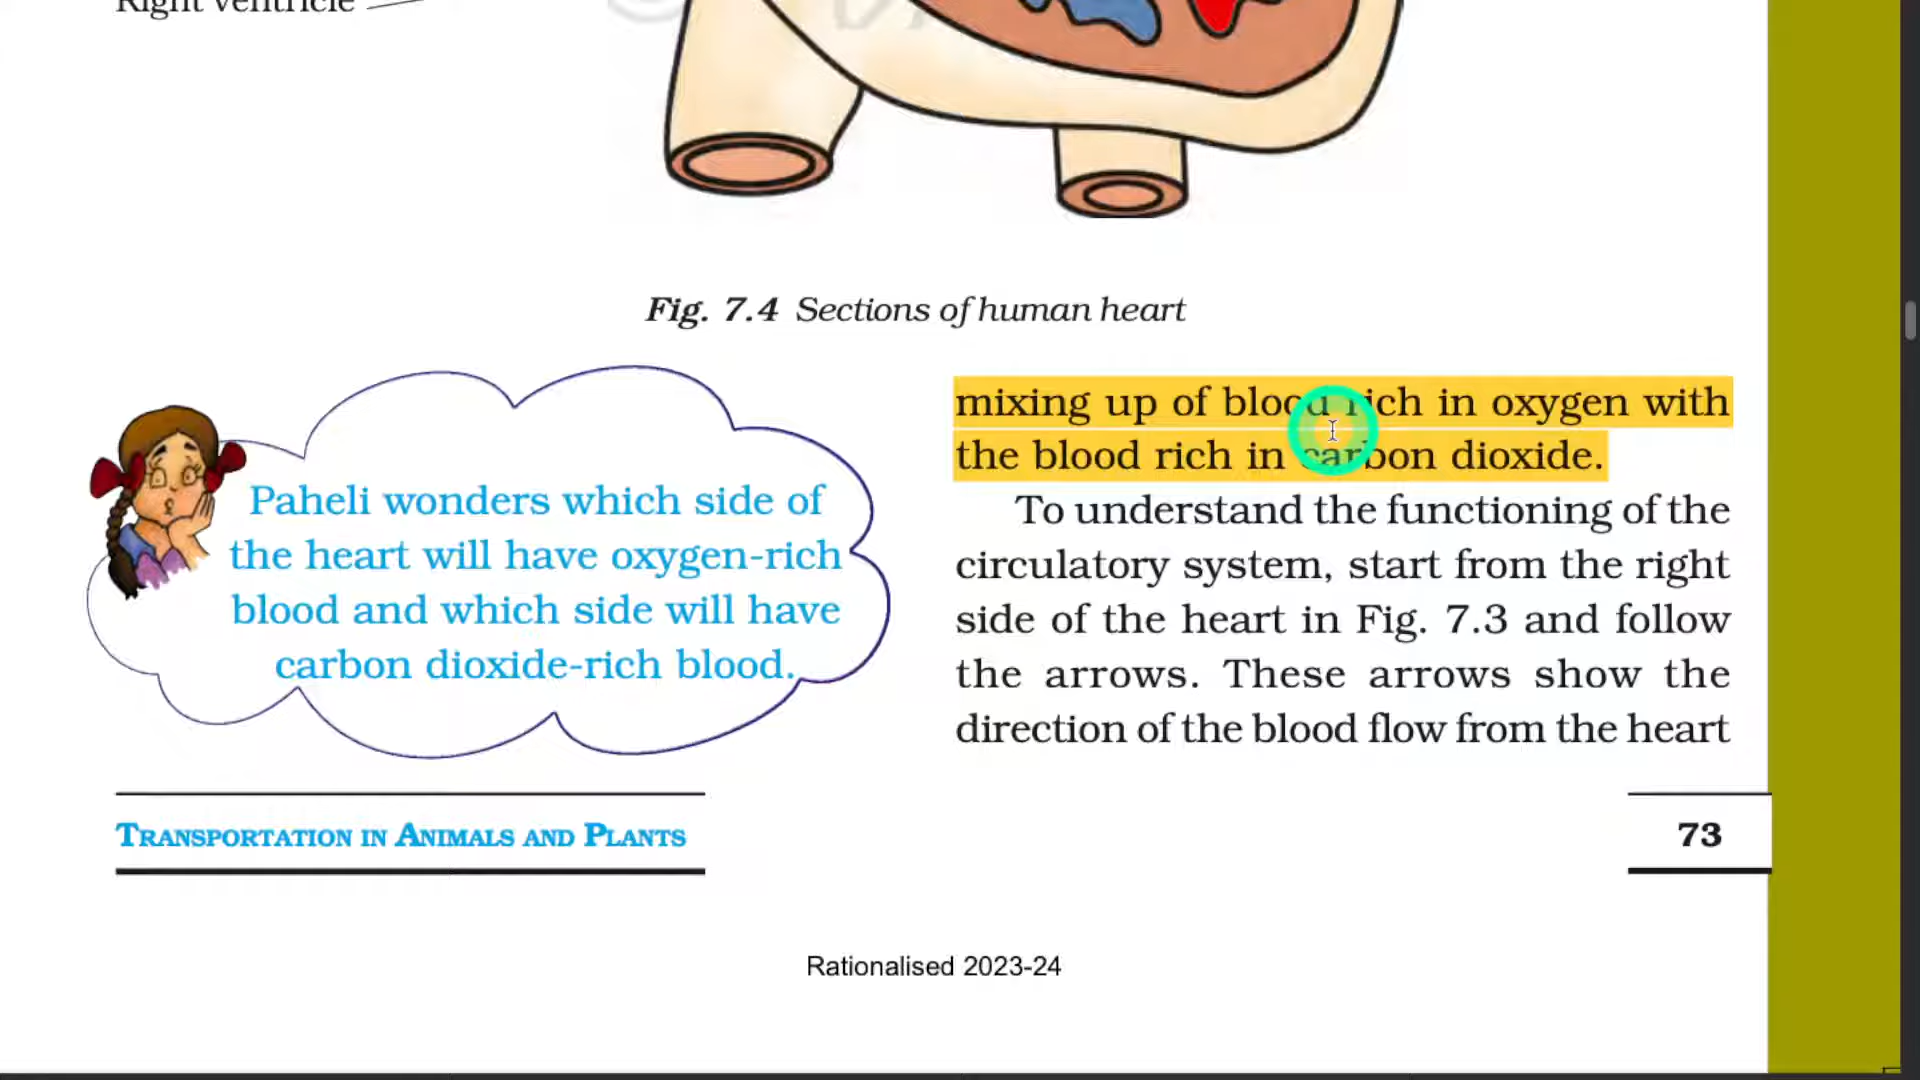 Right ventricle
Fig. 7.4 Sections of human heart
Paheli wonders which side of
the heart will have oxygen-rich
blood and which side will have
carbon dioxide-rich blood.
mixing up of blood rich in oxygen with
the blood rich in carbon dioxide.
To understand the functioning of the
circulatory system, start from the right
side of the heart in Fig. 7.3 and follow
the arrows. These arrows show the
direction of the blood flow from the heart
TRANSPORTATION IN ANIMALS AND PLANTS
73
Rationalised 2023-24